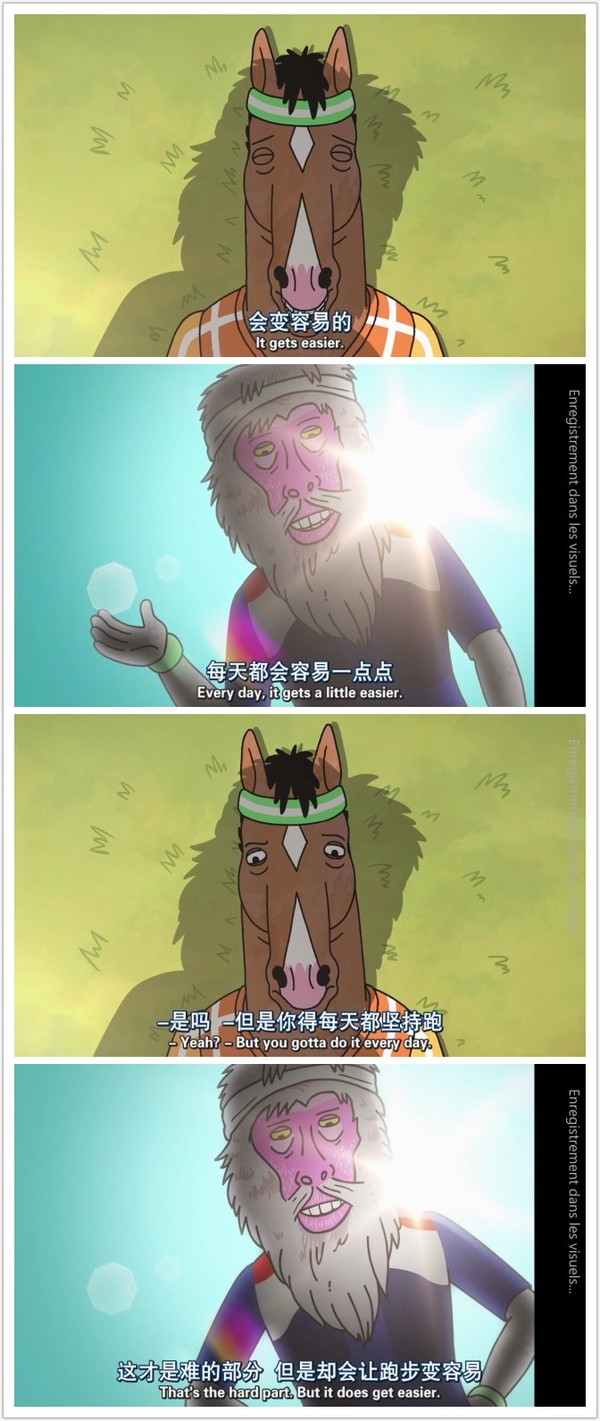 会变容易的
It gets easier.
Enregistrement dans les visuels...
每天都会容易一点点
Every day, it gets a little easier.
Enregistrement dans les visuels...
–是吗 –但是你得每天都坚持跑
– Yeah? – But you gotta do it every day.
Enregistrement dans les visuels...
这才是难的部分 但是却会让跑步变容易
That's the hard part. But it does get easier.